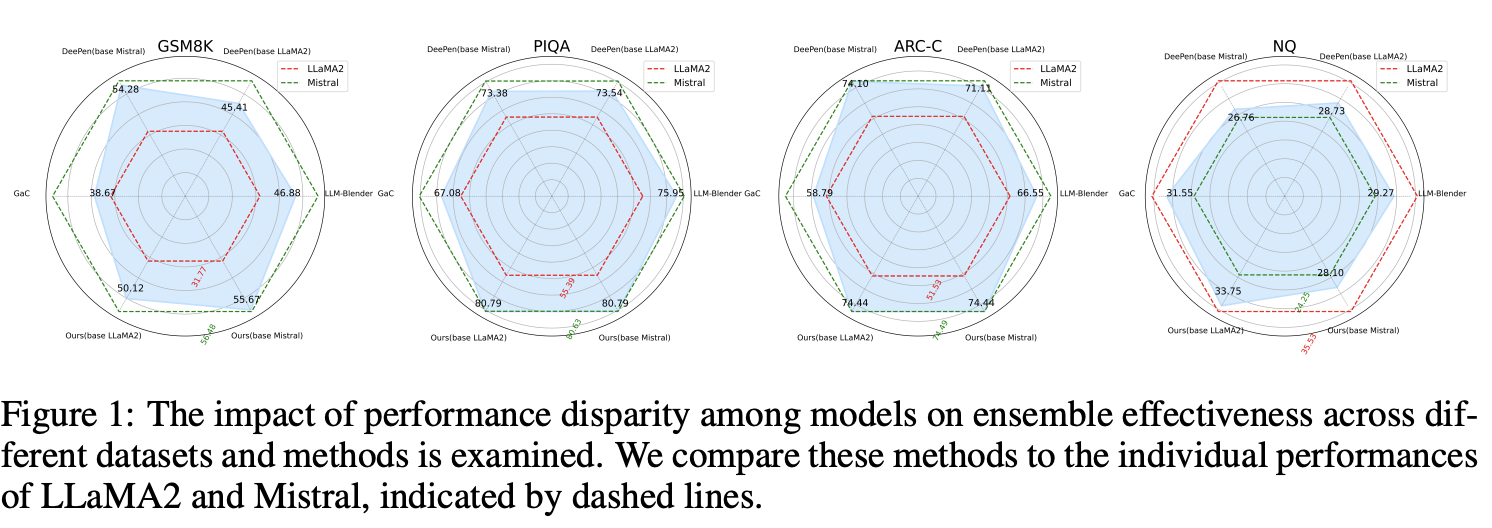 GSM8K
DeePen(base Mistral)
DeePen(base LLaMA2)
LLaMA2
Mistral
54.28
45.41
GaC
38.67
46.88
LLM-Blender
31.77
50.12
55.67
Ours(base LLaMA2)
56.48
Ours(base Mistral)
PIQA
DeePen(base Mistral)
DeePen(base LLaMA2)
LLaMA2
Mistral
73.38
73.54
GaC
67.08
75.95
LLM-Blender
55.39
80.79
80.79
Ours(base LLaMA2)
80.63
Ours(base Mistral)
ARC-C
DeePen(base Mistral)
DeePen(base LLaMA2)
LLaMA2
Mistral
74.10
71.11
GaC
58.79
66.55
LLM-Blender
51.53
74.44
74.44
Ours(base LLaMA2)
74.49
Ours(base Mistral)
NQ
DeePen(base Mistral)
DeePen(base LLaMA2)
LLaMA2
Mistral
26.76
28.73
GaC
31.55
29.27
LLM-Blender
28.10
33.75
24.25
Ours(base LLaMA2)
Ours(base Mistral)
35.53
Figure 1: The impact of performance disparity among models on ensemble effectiveness across dif-
ferent datasets and methods is examined. We compare these methods to the individual performances
of LLaMA2 and Mistral, indicated by dashed lines.